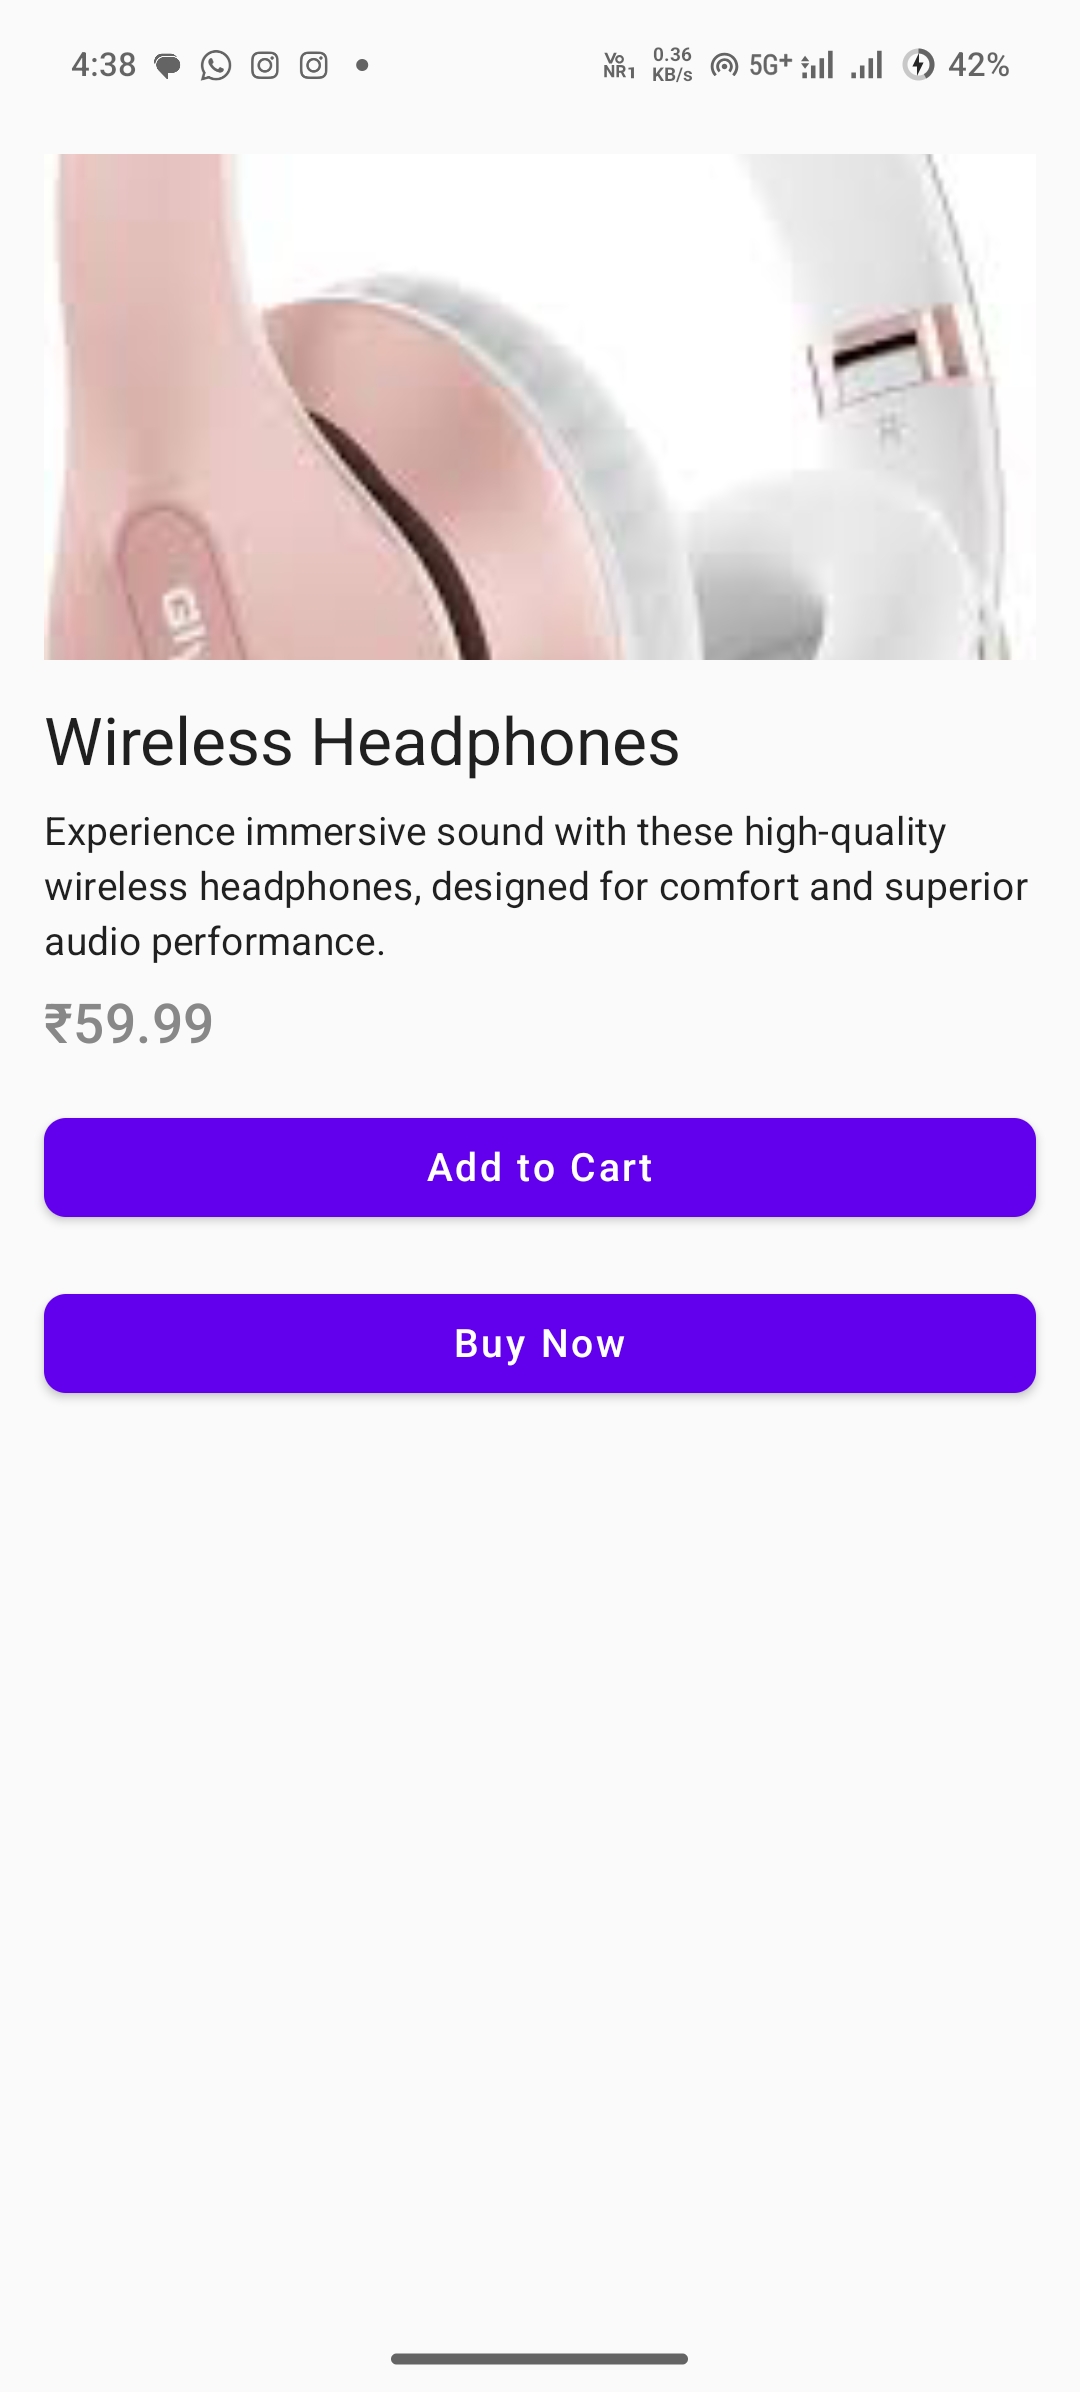 4:38
Vo NR1 0.36 KB/s 5G+ 42%
R
Wireless Headphones
Experience immersive sound with these high-quality
wireless headphones, designed for comfort and superior
audio performance.
₹59.99
Add to Cart
Buy Now